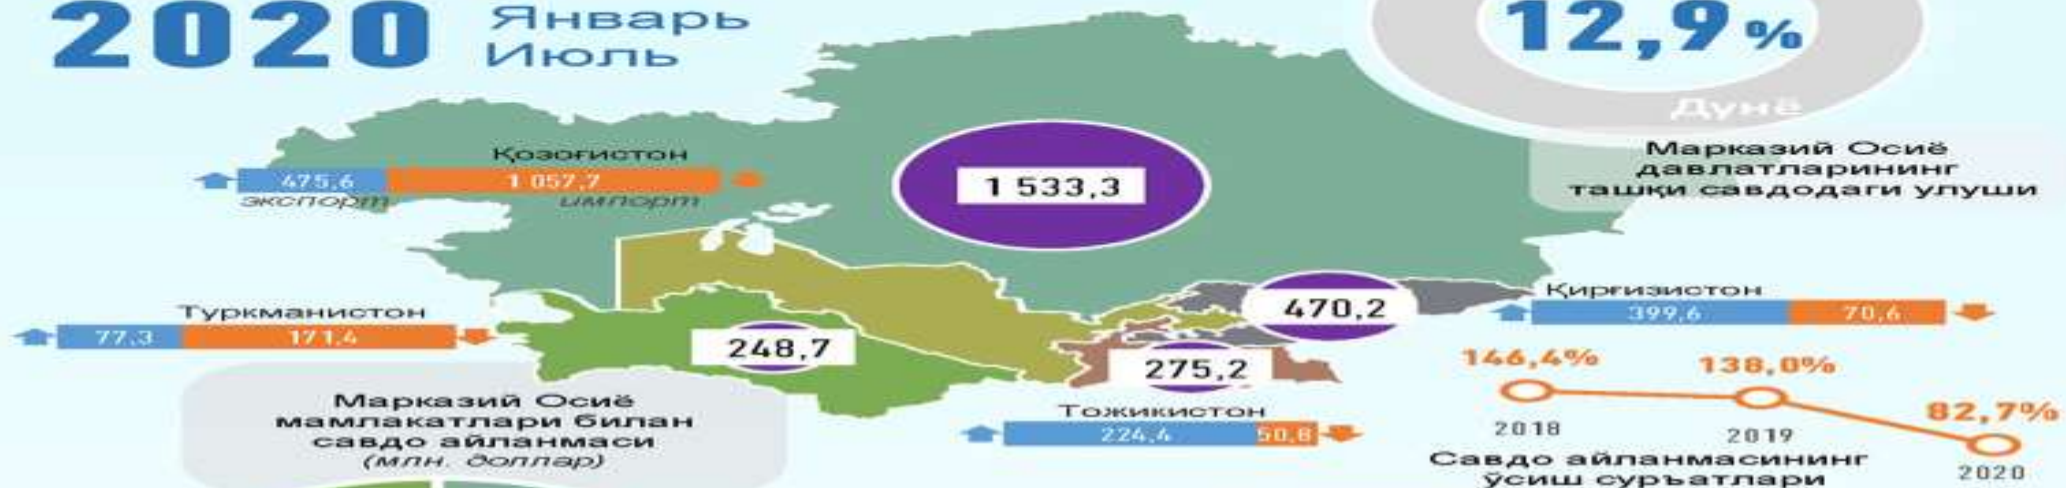 2020
Январь
Июль
12,9%
Дунё
Марказий Осиё
давлатларининг
ташқи савдодаги улуши
Қозоғистон
475,6 1 057,7
экспорт импорт
1 533,3
Туркманистон
77,3 171,4
248,7
Қирғизистон
399,6 70,6
470,2
275,2
Тожикистон
224,4 50,8
Марказий Осиё
мамлакатлари билан
савдо айланмаси
(млн. доллар)
146,4%
138,0%
82,7%
2018
2019
2020
Савдо айланмасининг
ўсиш суръатлари